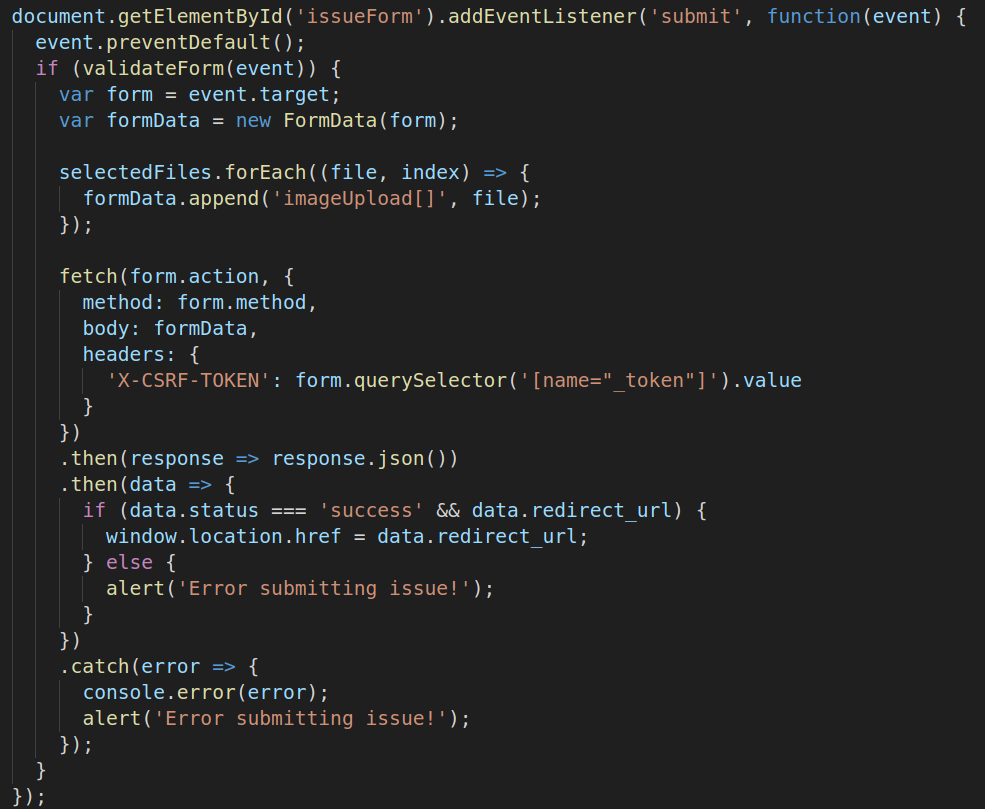 document.getElementById('issueForm').addEventListener('submit', function(event) {
  event.preventDefault();
  if (validateForm(event)) {
    var form = event.target;
    var formData = new FormData(form);

    selectedFiles.forEach((file, index) => {
      formData.append('imageUpload[]', file);
    });

    fetch(form.action, {
      method: form.method,
      body: formData,
      headers: {
        'X-CSRF-TOKEN': form.querySelector('[name="_token"]').value
      }
    })
    .then(response => response.json())
    .then(data => {
      if (data.status === 'success' && data.redirect_url) {
        window.location.href = data.redirect_url;
      } else {
        alert('Error submitting issue!');
      }
    })
    .catch(error => {
      console.error(error);
      alert('Error submitting issue!');
    });
  }
});